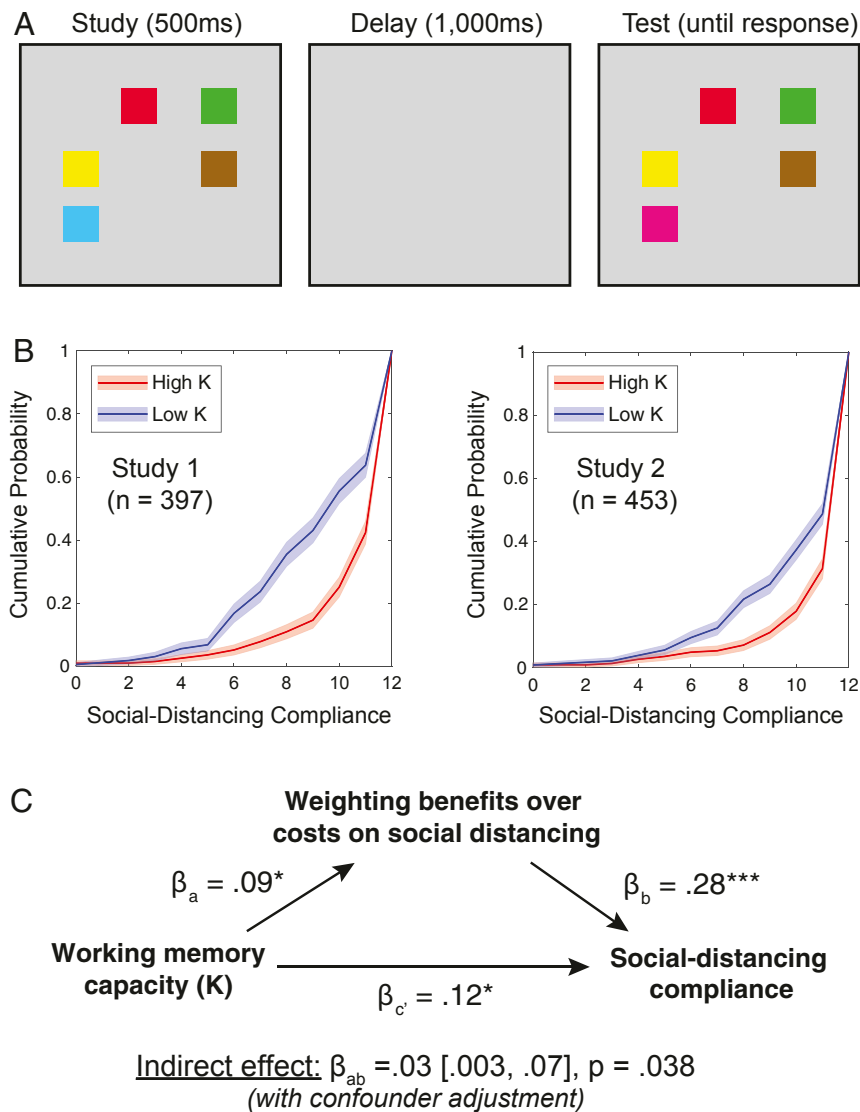 A
Study (500ms)
Delay (1,000ms)
Test (until response)
B
Cumulative Probability
1
0.8
0.6
0.4
0.2
0
High K
Low K
Study 1
(n = 397)
0 2 4 6 8 10 12
Social-Distancing Compliance
Cumulative Probability
1
0.8
0.6
0.4
0.2
0
High K
Low K
Study 2
(n = 453)
0 2 4 6 8 10 12
Social-Distancing Compliance
C
Weighting benefits over
costs on social distancing
βa = .09*
βb = .28***
Working memory
capacity (K)
Social-distancing
compliance
βc' = .12*
Indirect effect: βab =.03 [.003, .07], p = .038
(with confounder adjustment)